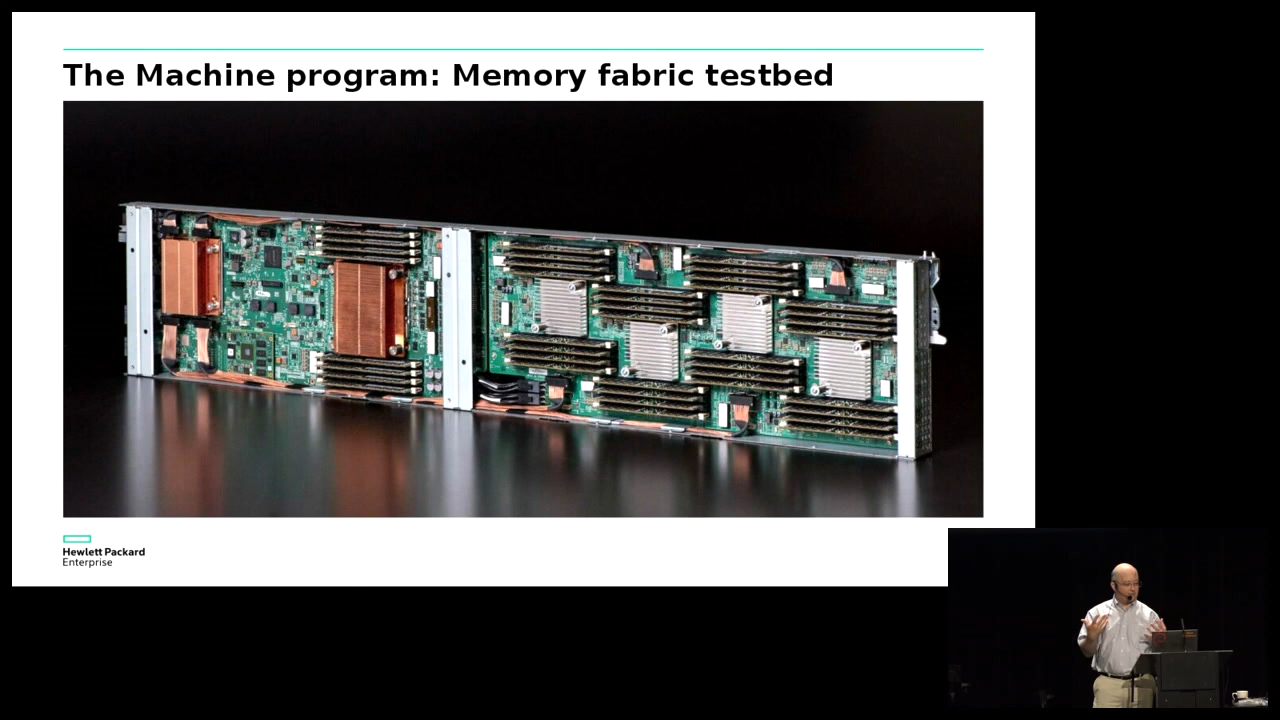 The Machine program: Memory fabric testbed
Hewlett Packard
Enterprise